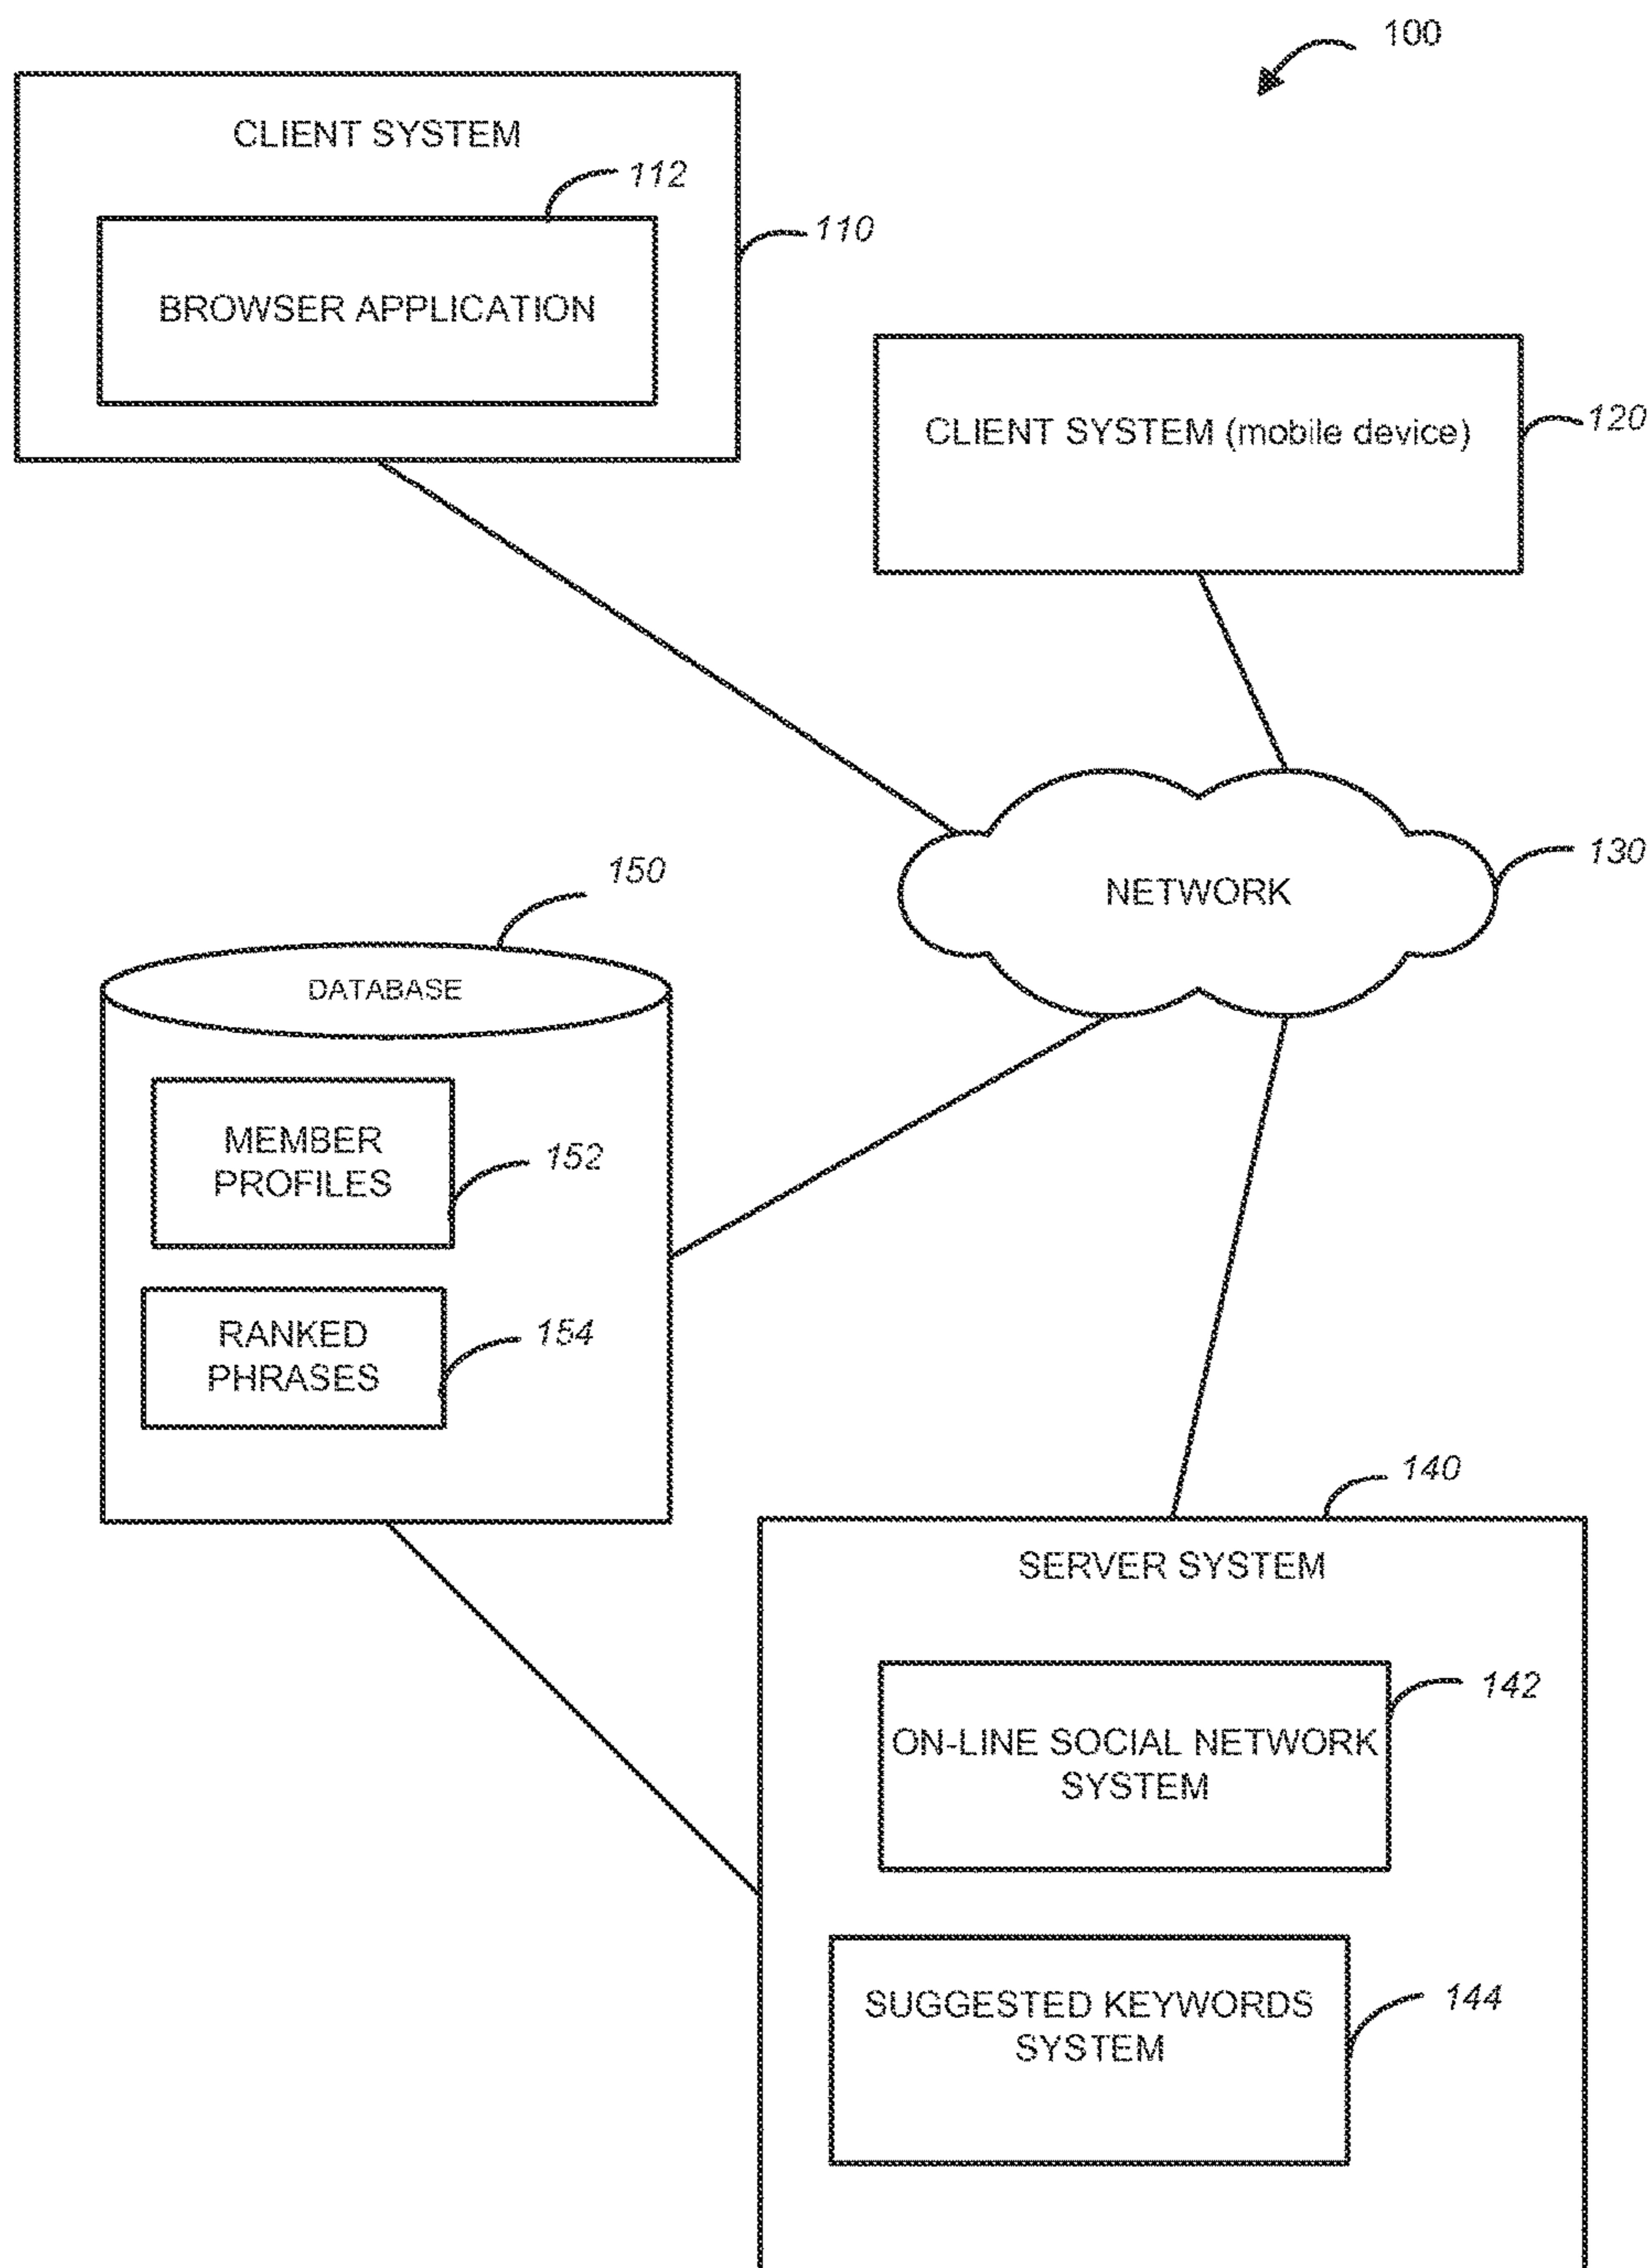 100
CLIENT SYSTEM
112
110
BROWSER APPLICATION
CLIENT SYSTEM (mobile device)
120
NETWORK
130
150
DATABASE
MEMBER
PROFILES
152
RANKED
PHRASES
154
140
SERVER SYSTEM
142
ON-LINE SOCIAL NETWORK
SYSTEM
SUGGESTED KEYWORDS
SYSTEM
144